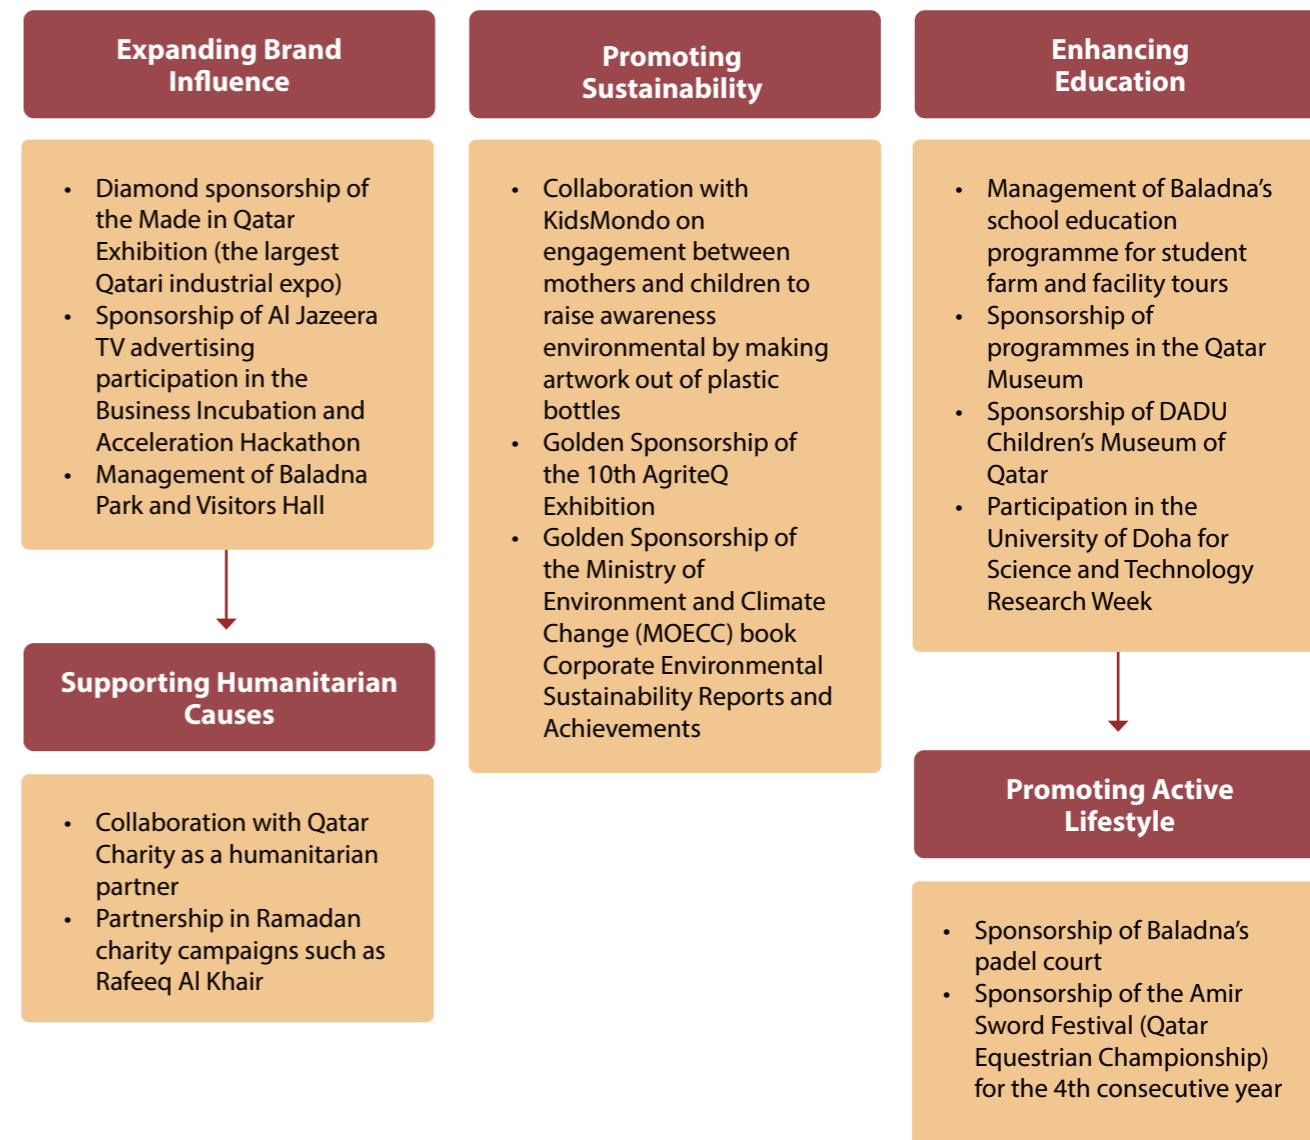 Expanding Brand
Influence
• Diamond sponsorship of
the Made in Qatar
Exhibition (the largest
Qatari industrial expo)
• Sponsorship of Al Jazeera
TV advertising
participation in the
Business Incubation and
Acceleration Hackathon
• Management of Baladna
Park and Visitors Hall
Supporting Humanitarian
Causes
• Collaboration with Qatar
Charity as a humanitarian
partner
• Partnership in Ramadan
charity campaigns such as
Rafeeq Al Khair
Promoting
Sustainability
• Collaboration with
KidsMondo on
engagement between
mothers and children to
raise awareness
environmental by making
artwork out of plastic
bottles
• Golden Sponsorship of
the 10th AgriteQ
Exhibition
• Golden Sponsorship of
the Ministry of
Environment and Climate
Change (MOECC) book
Corporate Environmental
Sustainability Reports and
Achievements
Enhancing
Education
• Management of Baladna’s
school education
programme for student
farm and facility tours
• Sponsorship of
programmes in the Qatar
Museum
• Sponsorship of DADU
Children’s Museum of
Qatar
• Participation in the
University of Doha for
Science and Technology
Research Week
Promoting Active
Lifestyle
• Sponsorship of Baladna’s
padel court
• Sponsorship of the Amir
Sword Festival (Qatar
Equestrian Championship)
for the 4th consecutive year